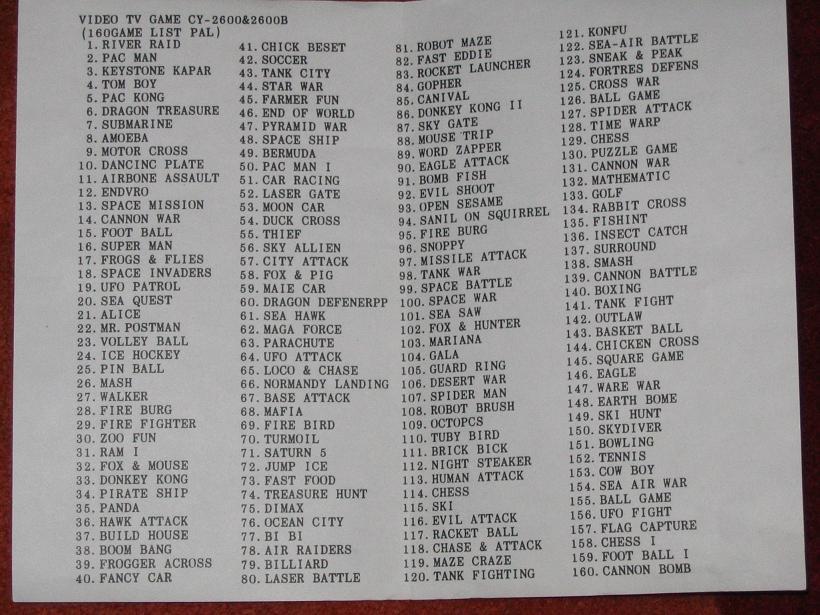 VIDEO TV GAME CY-2600&2600B
(160GAME LIST PAL)
1. RIVER RAID
2. PAC MAN
3. KEYSTONE KAPAR
4. TOM BOY
5. PAC KONG
6. DRAGON TREASURE
7. SUBMARINE
8. AMOEBA
9. MOTOR CROSS
10. DANCINC PLATE
11. AIRBONE ASSAULT
12. ENDVRO
13. SPACE MISSION
14. CANNON WAR
15. FOOT BALL
16. SUPER MAN
17. FROGS & FLIES
18. SPACE INVADERS
19. UFO PATROL
20. SEA QUEST
21. ALICE
22. MR. POSTMAN
23. VOLLEY BALL
24. ICE HOCKEY
25. PIN BALL
26. MASH
27. WALKER
28. FIRE BURG
29. FIRE FIGHTER
30. ZOO FUN
31. RAM I
32. FOX & MOUSE
33. DONKEY KONG
34. PIRATE SHIP
35. PANDA
36. HAWK ATTACK
37. BUILD HOUSE
38. BOOM BANG
39. FROGGER ACROSS
40. FANCY CAR
41. CHICK BESET
42. SOCCER
43. TANK CITY
44. STAR WAR
45. FARMER FUN
46. END OF WORLD
47. PYRAMID WAR
48. SPACE SHIP
49. BERMUDA
50. PAC MAN I
51. CAR RACING
52. LASER GATE
53. MOON CAR
54. DUCK CROSS
55. THIEF
56. SKY ALLIEN
57. CITY ATTACK
58. FOX & PIG
59. MAIE CAR
60. DRAGON DEFENERPP
61. SEA HAWK
62. MAGA FORCE
63. PARACHUTE
64. UFO ATTACK
65. LOCO & CHASE
66. NORMANDY LANDING
67. BASE ATTACK
68. MAFIA
69. FIRE BIRD
70. TURMOIL
71. SATURN 5
72. JUMP ICE
73. FAST FOOD
74. TREASURE HUNT
75. DIMAX
76. OCEAN CITY
77. BI BI
78. AIR RAIDERS
79. BILLIARD
80. LASER BATTLE
81. ROBOT MAZE
82. FAST EDDIE
83. ROCKET LAUNCHER
84. GOPHER
85. CANIVAL
86. DONKEY KONG II
87. SKY GATE
88. MOUSE TRIP
89. WORD ZAPPER
90. EAGLE ATTACK
91. BOMB FISH
92. EVIL SHOOT
93. OPEN SESAME
94. SANIL ON SQUIRREL
95. FIRE BURG
96. SNOPPY
97. MISSILE ATTACK
98. TANK WAR
99. SPACE BATTLE
100. SPACE WAR
101. SEA SAW
102. FOX & HUNTER
103. MARIANA
104. GALA
105. GUARD RING
106. DESERT WAR
107. SPIDER MAN
108. ROBOT BRUSH
109. OCTOPCS
110. TUBY BIRD
111. BRICK BICK
112. NIGHT STEAKER
113. HUMAN ATTACK
114. CHESS
115. SKI
116. EVIL ATTACK
117. RACKET BALL
118. CHASE & ATTACK
119. MAZE CRAZE
120. TANK FIGHTING
121. KONFU
122. SEA-AIR BATTLE
123. SNEAK & PEAK
124. FORTRES DEFENS
125. CROSS WAR
126. BALL GAME
127. SPIDER ATTACK
128. TIME WARP
129. CHESS
130. PUZZLE GAME
131. CANNON WAR
132. MATHEMATIC
133. GOLF
134. RABBIT CROSS
135. FISHINT
136. INSECT CATCH
137. SURROUND
138. SMASH
139. CANNON BATTLE
140. BOXING
141. TANK FIGHT
142. OUTLAW
143. BASKET BALL
144. CHICKEN CROSS
145. SQUARE GAME
146. EAGLE
147. WARE WAR
148. EARTH BOME
149. SKI HUNT
150. SKYDIVER
151. BOWLING
152. TENNIS
153. COW BOY
154. SEA AIR WAR
155. BALL GAME
156. UFO FIGHT
157. FLAG CAPTURE
158. CHESS I
159. FOOT BALL I
160. CANNON BOMB